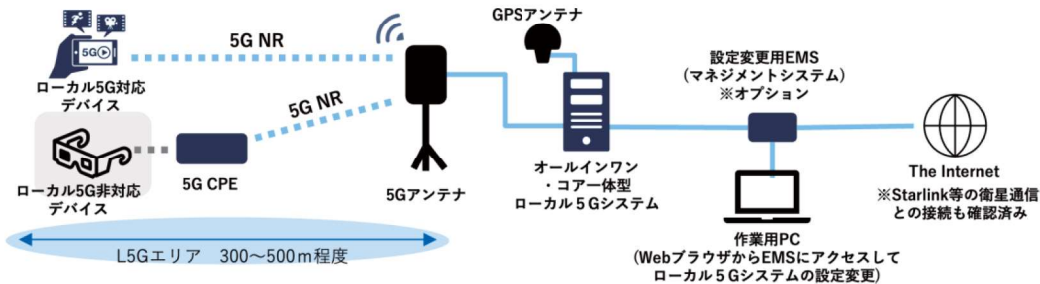 5G
ローカル5G対応
デバイス
5G NR
5G NR
ローカル5G非対応
デバイス
5G CPE
5Gアンテナ
L5Gエリア 300～500ｍ程度
GPSアンテナ
オールインワン
・コア一体型
ローカル５Gシステム
設定変更用EMS
(マネジメントシステム)
※オプション
作業用PC
(WebブラウザからEMSにアクセスして
ローカル５Gシステムの設定変更)
The Internet
※Starlink等の衛星通信
との接続も確認済み